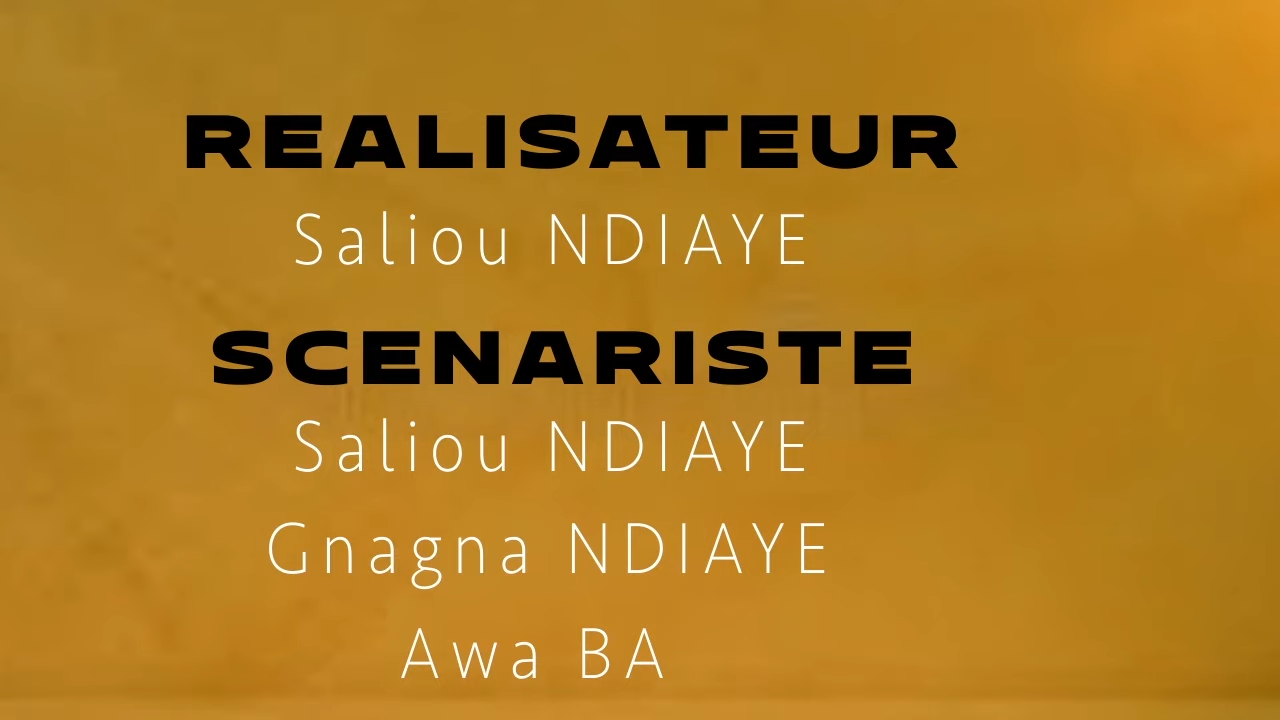 REALISATEUR
Saliou NDIAYE
SCENARISTE
Saliou NDIAYE
Gnagna NDIAYE
Awa BA